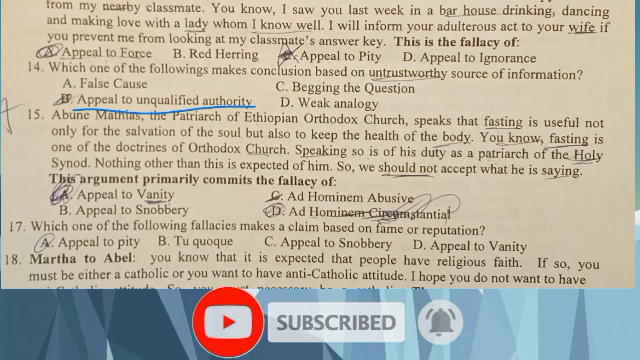 from my nearby classmate. You know, I saw you last week in a bar house drinking, dancing
and making love with a lady whom I know well. I will inform your adulterous act to your wife if
you prevent me from looking at my classmate's answer key. This is the fallacy of:
A. Appeal to Force B. Red Herring C. Appeal to Pity D. Appeal to Ignorance
14. Which one of the followings makes conclusion based on untrustworthy source of information?
A. False Cause C. Begging the Question
B. Appeal to unqualified authority D. Weak analogy
15. Abune Mathias, the Patriarch of Ethiopian Orthodox Church, speaks that fasting is useful not
only for the salvation of the soul but also to keep the health of the body. You know, fasting is
one of the doctrines of Orthodox Church. Speaking so is of his duty as a patriarch of the Holy
Synod. Nothing other than this is expected of him. So, we should not accept what he is saying.
This argument primarily commits the fallacy of:
A. Appeal to Vanity C. Ad Hominem Abusive
B. Appeal to Snobbery D. Ad Hominem Circumstantial
17. Which one of the following fallacies makes a claim based on fame or reputation?
A. Appeal to pity B. Tu quoque C. Appeal to Snobbery D. Appeal to Vanity
18. Martha to Abel: you know that it is expected that people have religious faith. If so, you
must be either a catholic or you want to have anti-Catholic attitude. I hope you do not want to have
SUBSCRIBED